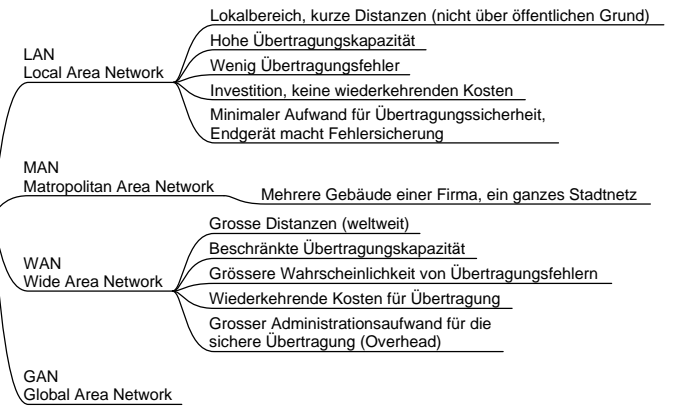 LAN
Local Area Network
Lokalbereich, kurze Distanzen (nicht über öffentlichen Grund)
Hohe Übertragungskapazität
Wenig Übertragungsfehler
Investition, keine wiederkehrenden Kosten
Minimaler Aufwand für Übertragungssicherheit,
Endgerät macht Fehlersicherung
MAN
Matropolitan Area Network
Mehrere Gebäude einer Firma, ein ganzes Stadtnetz
WAN
Wide Area Network
Grosse Distanzen (weltweit)
Beschränkte Übertragungskapazität
Grössere Wahrscheinlichkeit von Übertragungsfehlern
Wiederkehrende Kosten für Übertragung
Grosser Administrationsaufwand für die
sichere Übertragung (Overhead)
GAN
Global Area Network